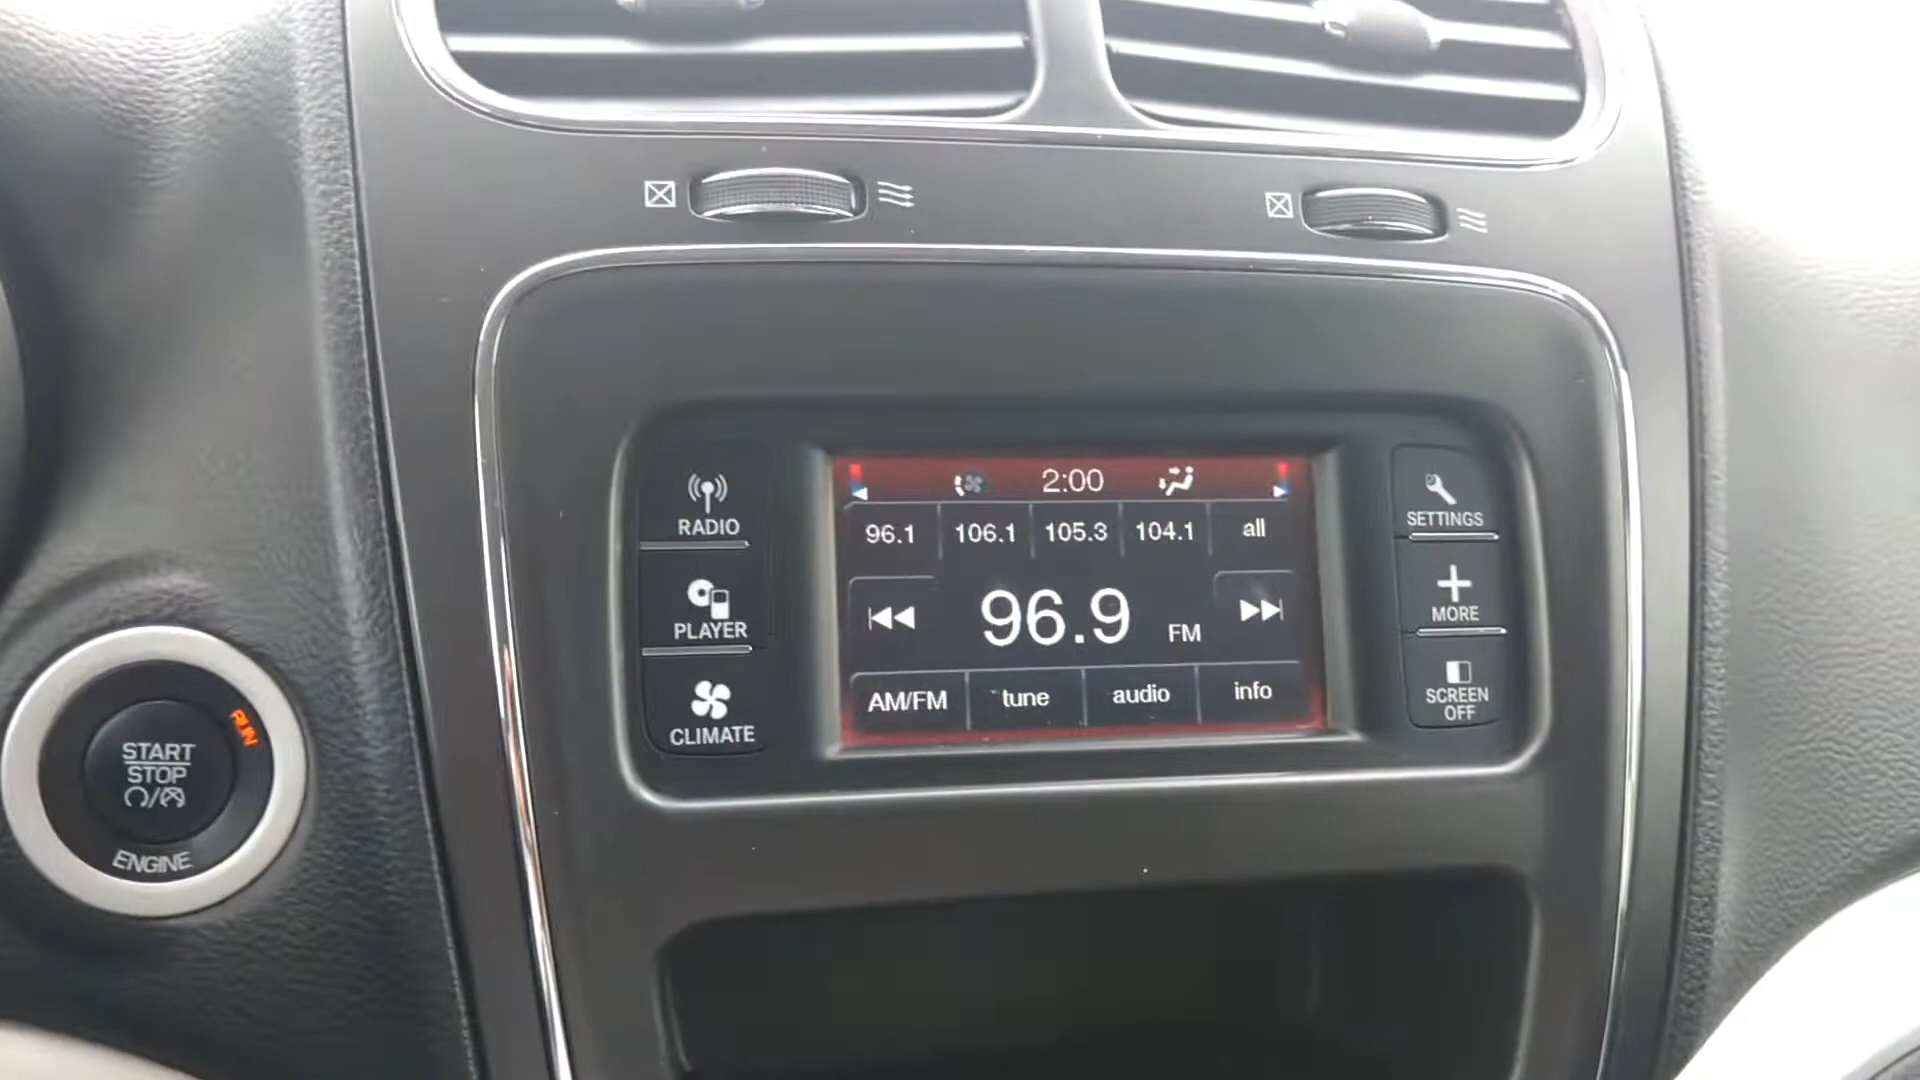 RADIO
PLAYER
CLIMATE
2:00
96.1 106.1 105.3 104.1 all
96.9 FM
AM/FM tune audio info
SETTINGS
MORE
SCREEN
OFF
RUN
START
STOP
ENGINE